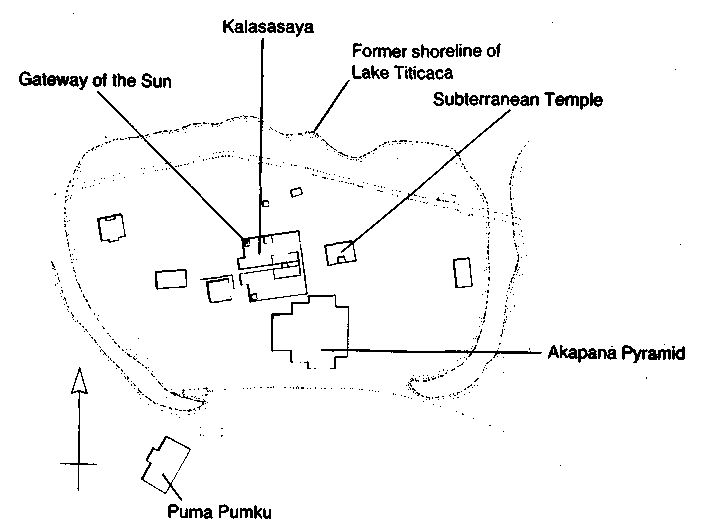 Kalasasaya
Gateway of the Sun
Former shoreline of
Lake Titicaca
Subterranean Temple
Akapana Pyramid
Puma Pumku